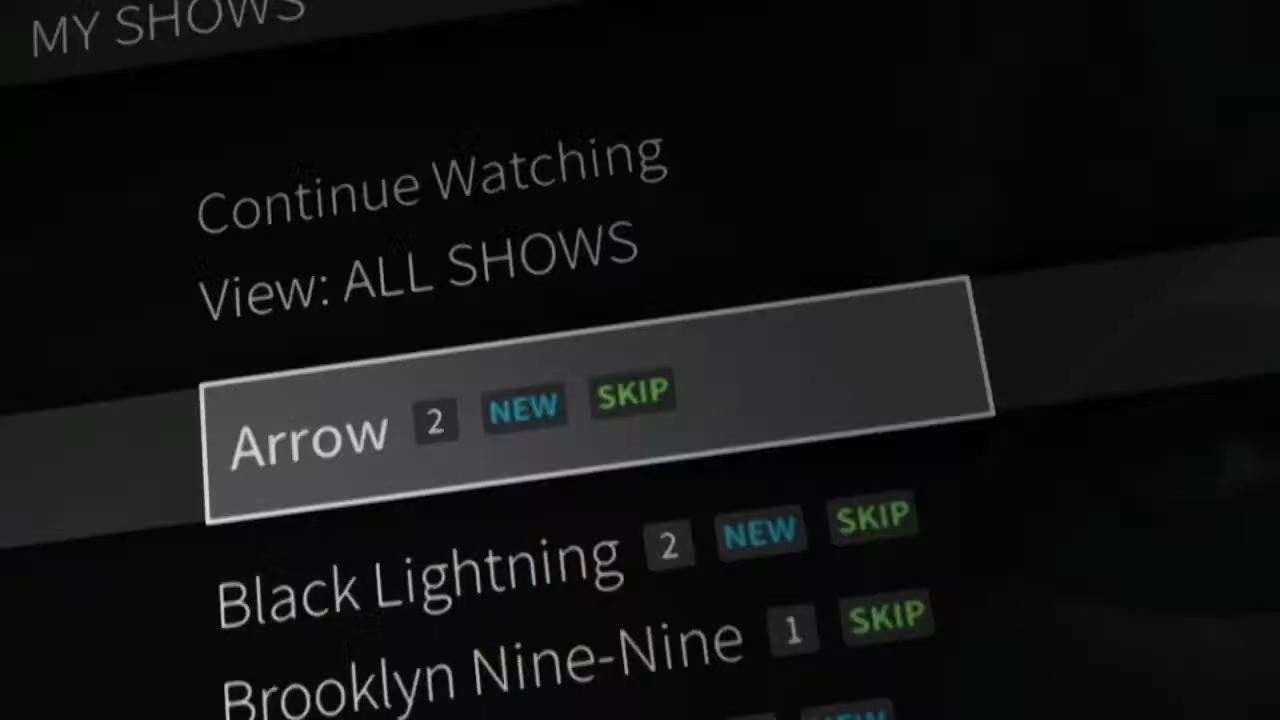 MY SHOWS
Continue Watching
View: ALL SHOWS
Arrow 2 NEW SKIP
Black Lightning 2 NEW SKIP
Brooklyn Nine-Nine 1 SKIP
NEW